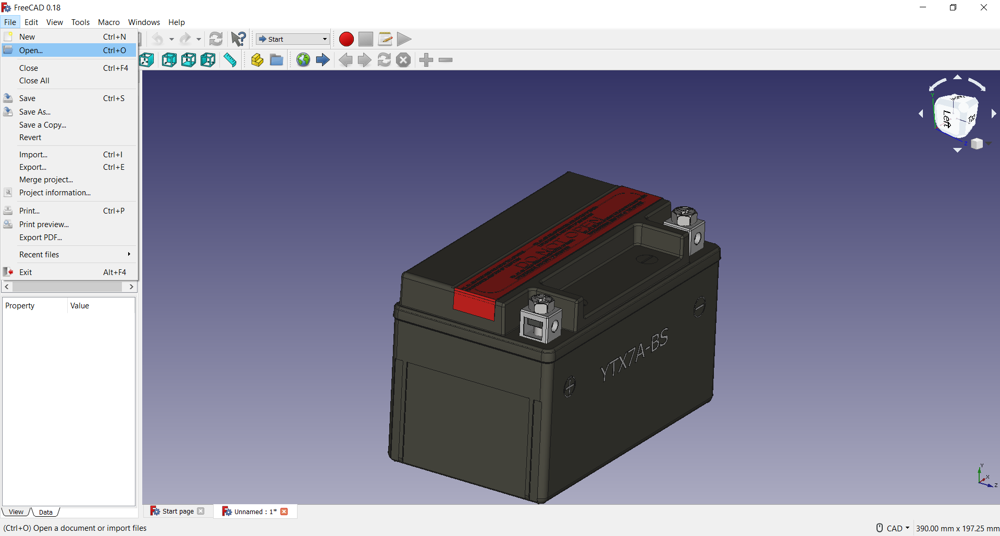 FreeCAD 0.18
File Edit View Tools Macro Windows Help
New Ctrl+N
Open... Ctrl+O
Close Ctrl+F4
Close All
Save Ctrl+S
Save As...
Save a Copy...
Revert
Import... Ctrl+I
Export... Ctrl+E
Merge project...
Project information...
Print... Ctrl+P
Print preview...
Export PDF...
Recent files
Exit Alt+F4
Start
Left
Top
Y
Z
DO NOT OPEN
YTX7A-BS
Property Value
View Data
Y
X
Z
Start page
Unnamed : 1*
(Ctrl+O) Open a document or import files
CAD
390.00 mm x 197.25 mm